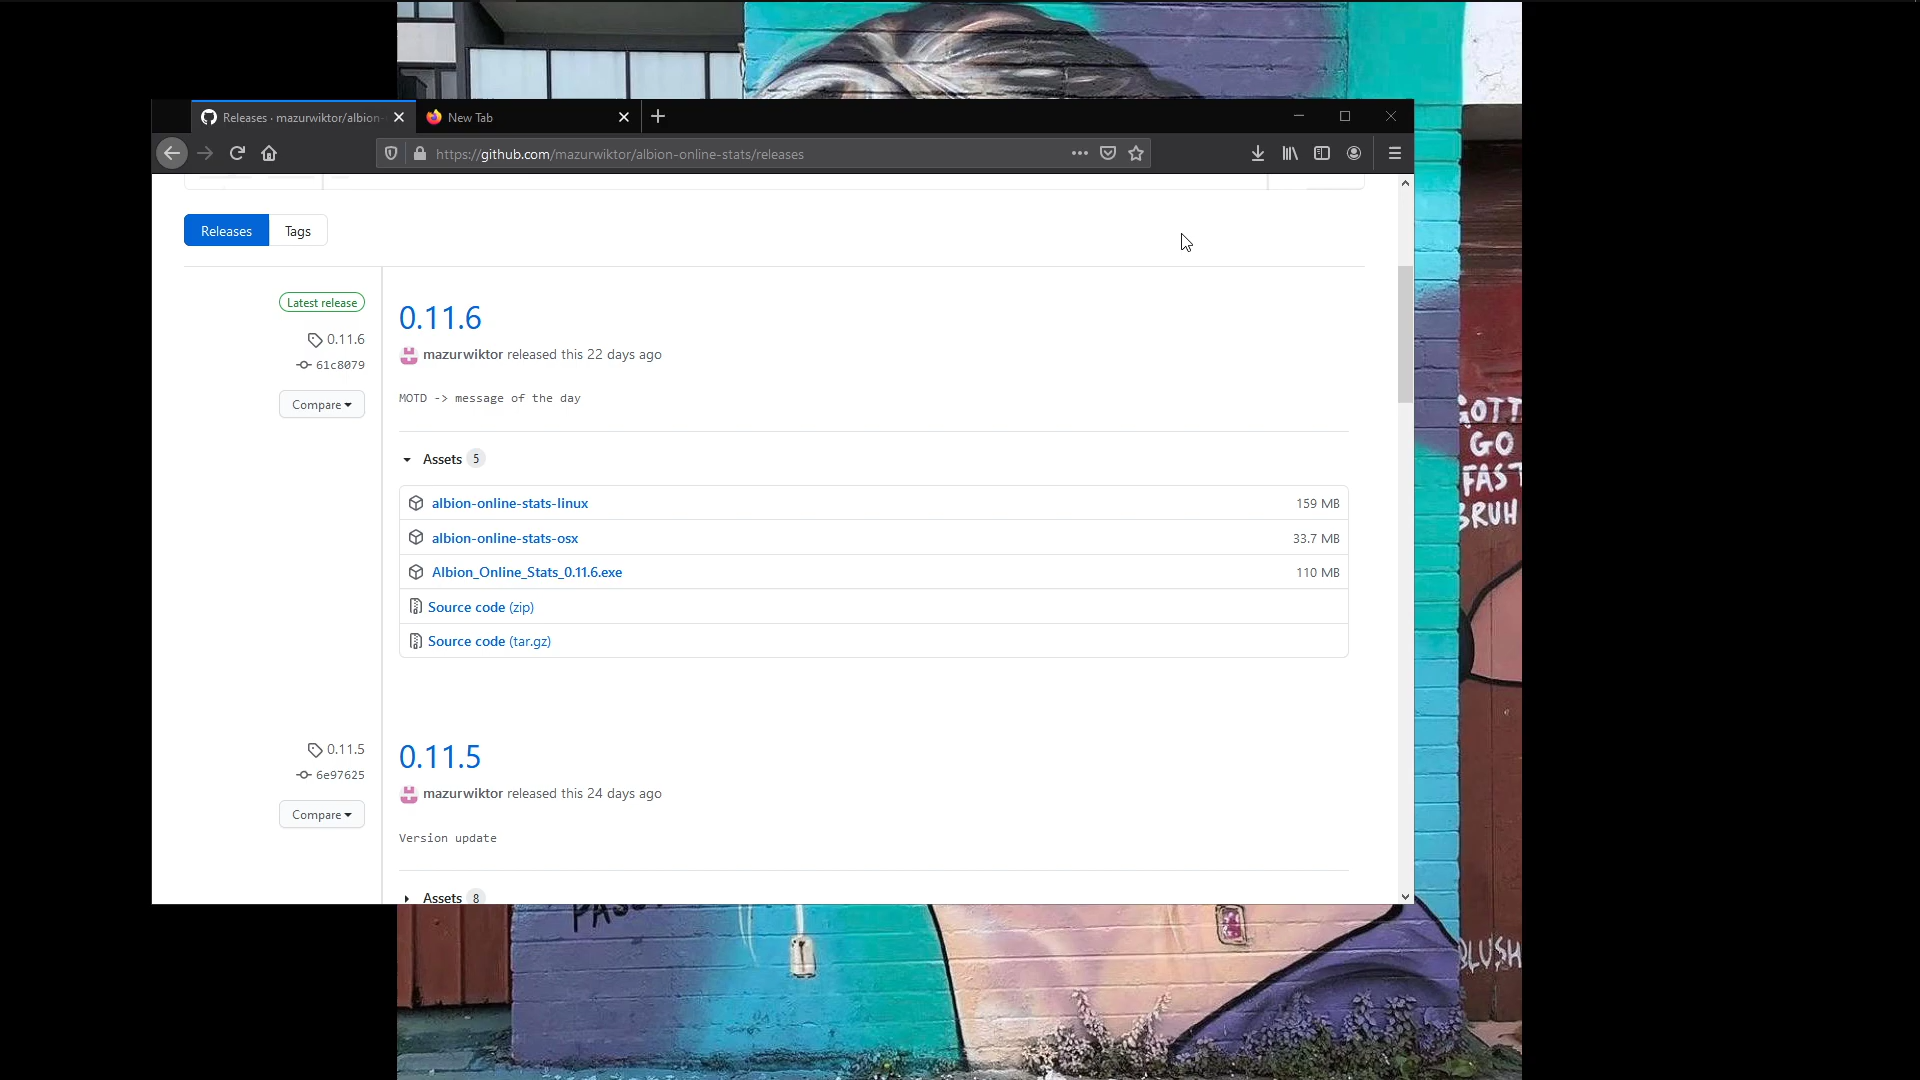 Releases · mazurwiktor/albion-
New Tab
https://github.com/mazurwiktor/albion-online-stats/releases
Releases
Tags
Latest release
0.11.6
61c8079
Compare
0.11.6
mazurwiktor released this 22 days ago
MOTD -> message of the day
Assets 5
albion-online-stats-linux 159 MB
albion-online-stats-osx 33.7 MB
Albion_Online_Stats_0.11.6.exe 110 MB
Source code (zip)
Source code (tar.gz)
0.11.5
6e97625
Compare
0.11.5
mazurwiktor released this 24 days ago
Version update
Assets 8
GOTT
GO
FAST
BRUH